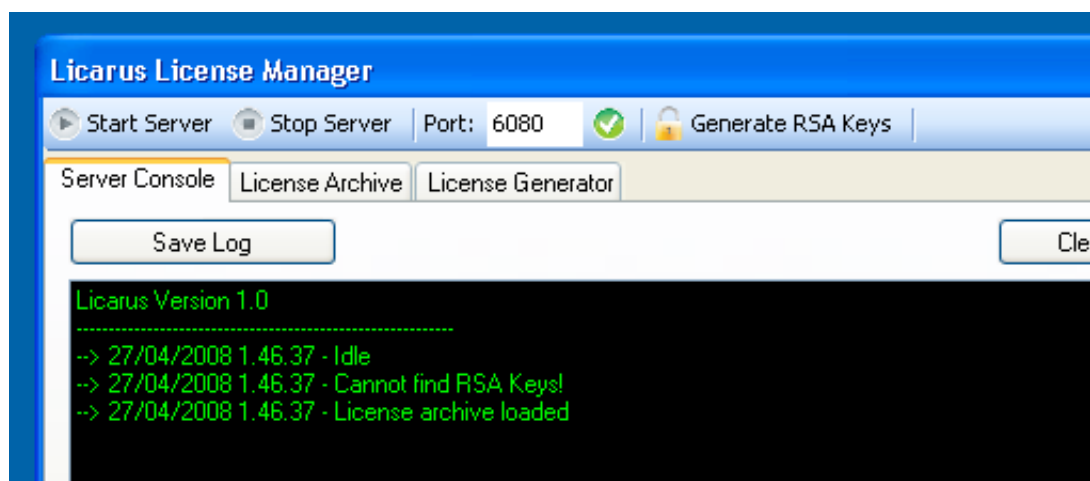 Licarus License Manager
Start Server Stop Server Port: 6080 Generate RSA Keys
Server Console License Archive License Generator
Save Log Cle
Licarus Version 1.0
------------------------------------------------------------
--> 27/04/2008 1.46.37 - Idle
--> 27/04/2008 1.46.37 - Cannot find RSA Keys!
--> 27/04/2008 1.46.37 - License archive loaded